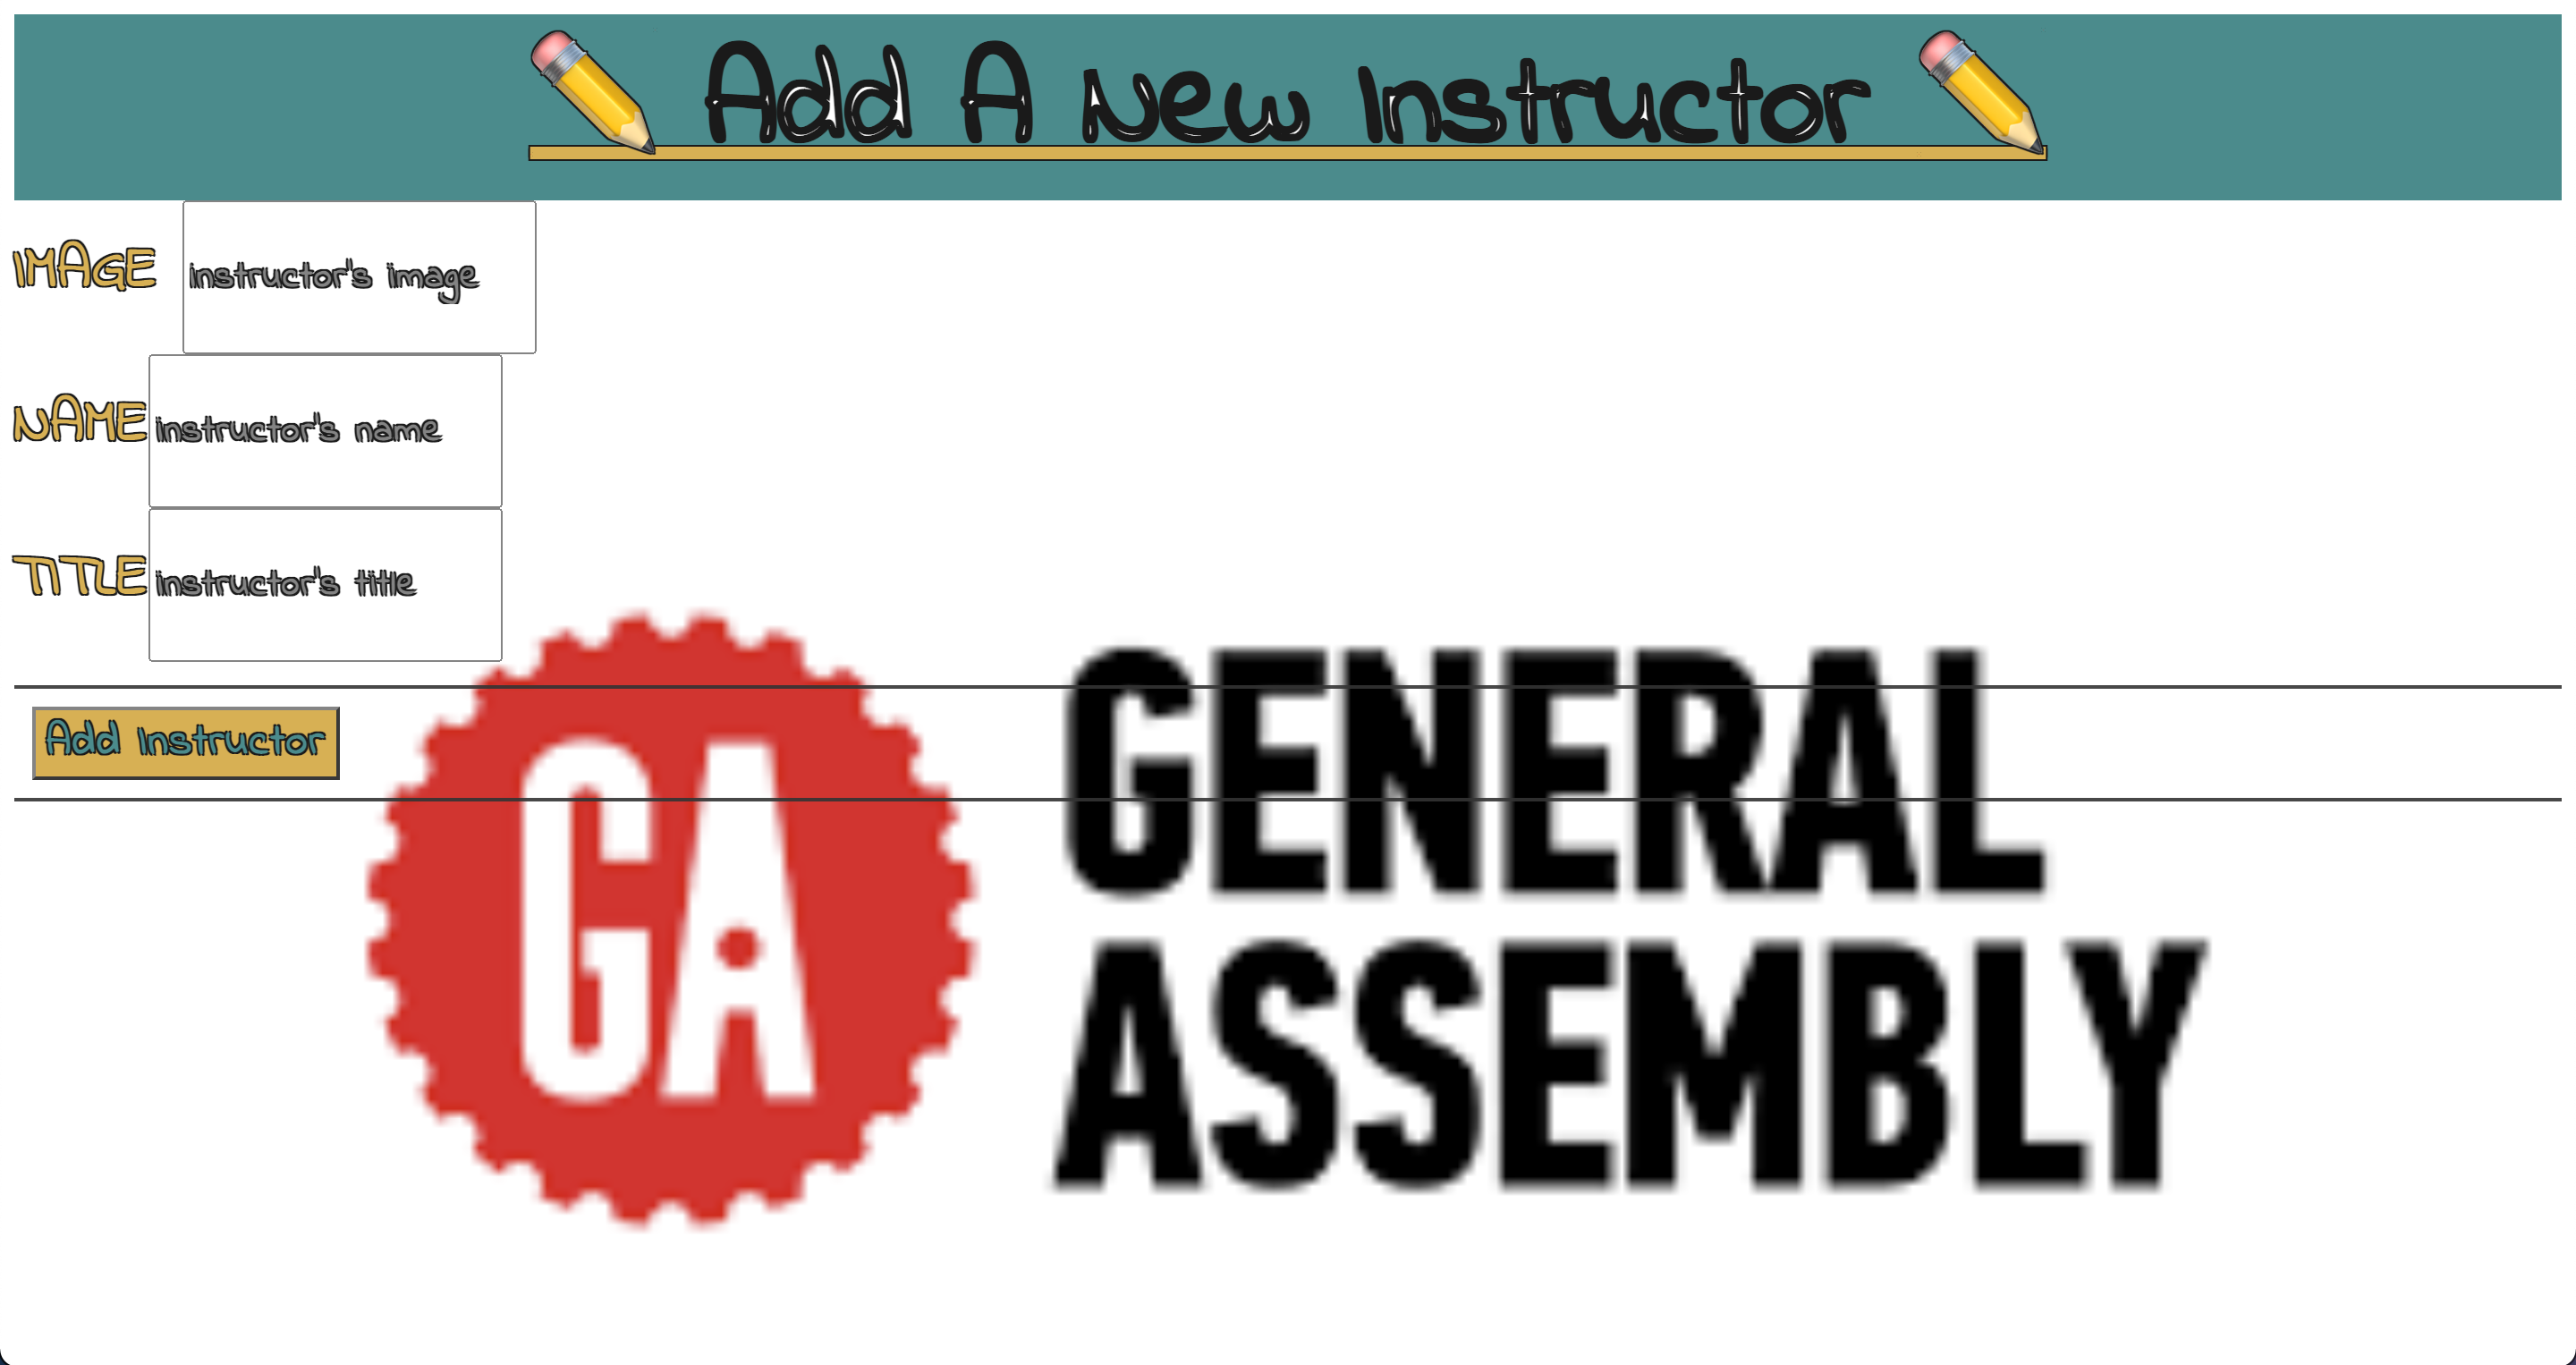 ✏️ Add A New Instructor ✏️
IMAGE instructor's image
NAME instructor's name
TITLE instructor's title
Add Instructor
GA GENERAL
ASSEMBLY